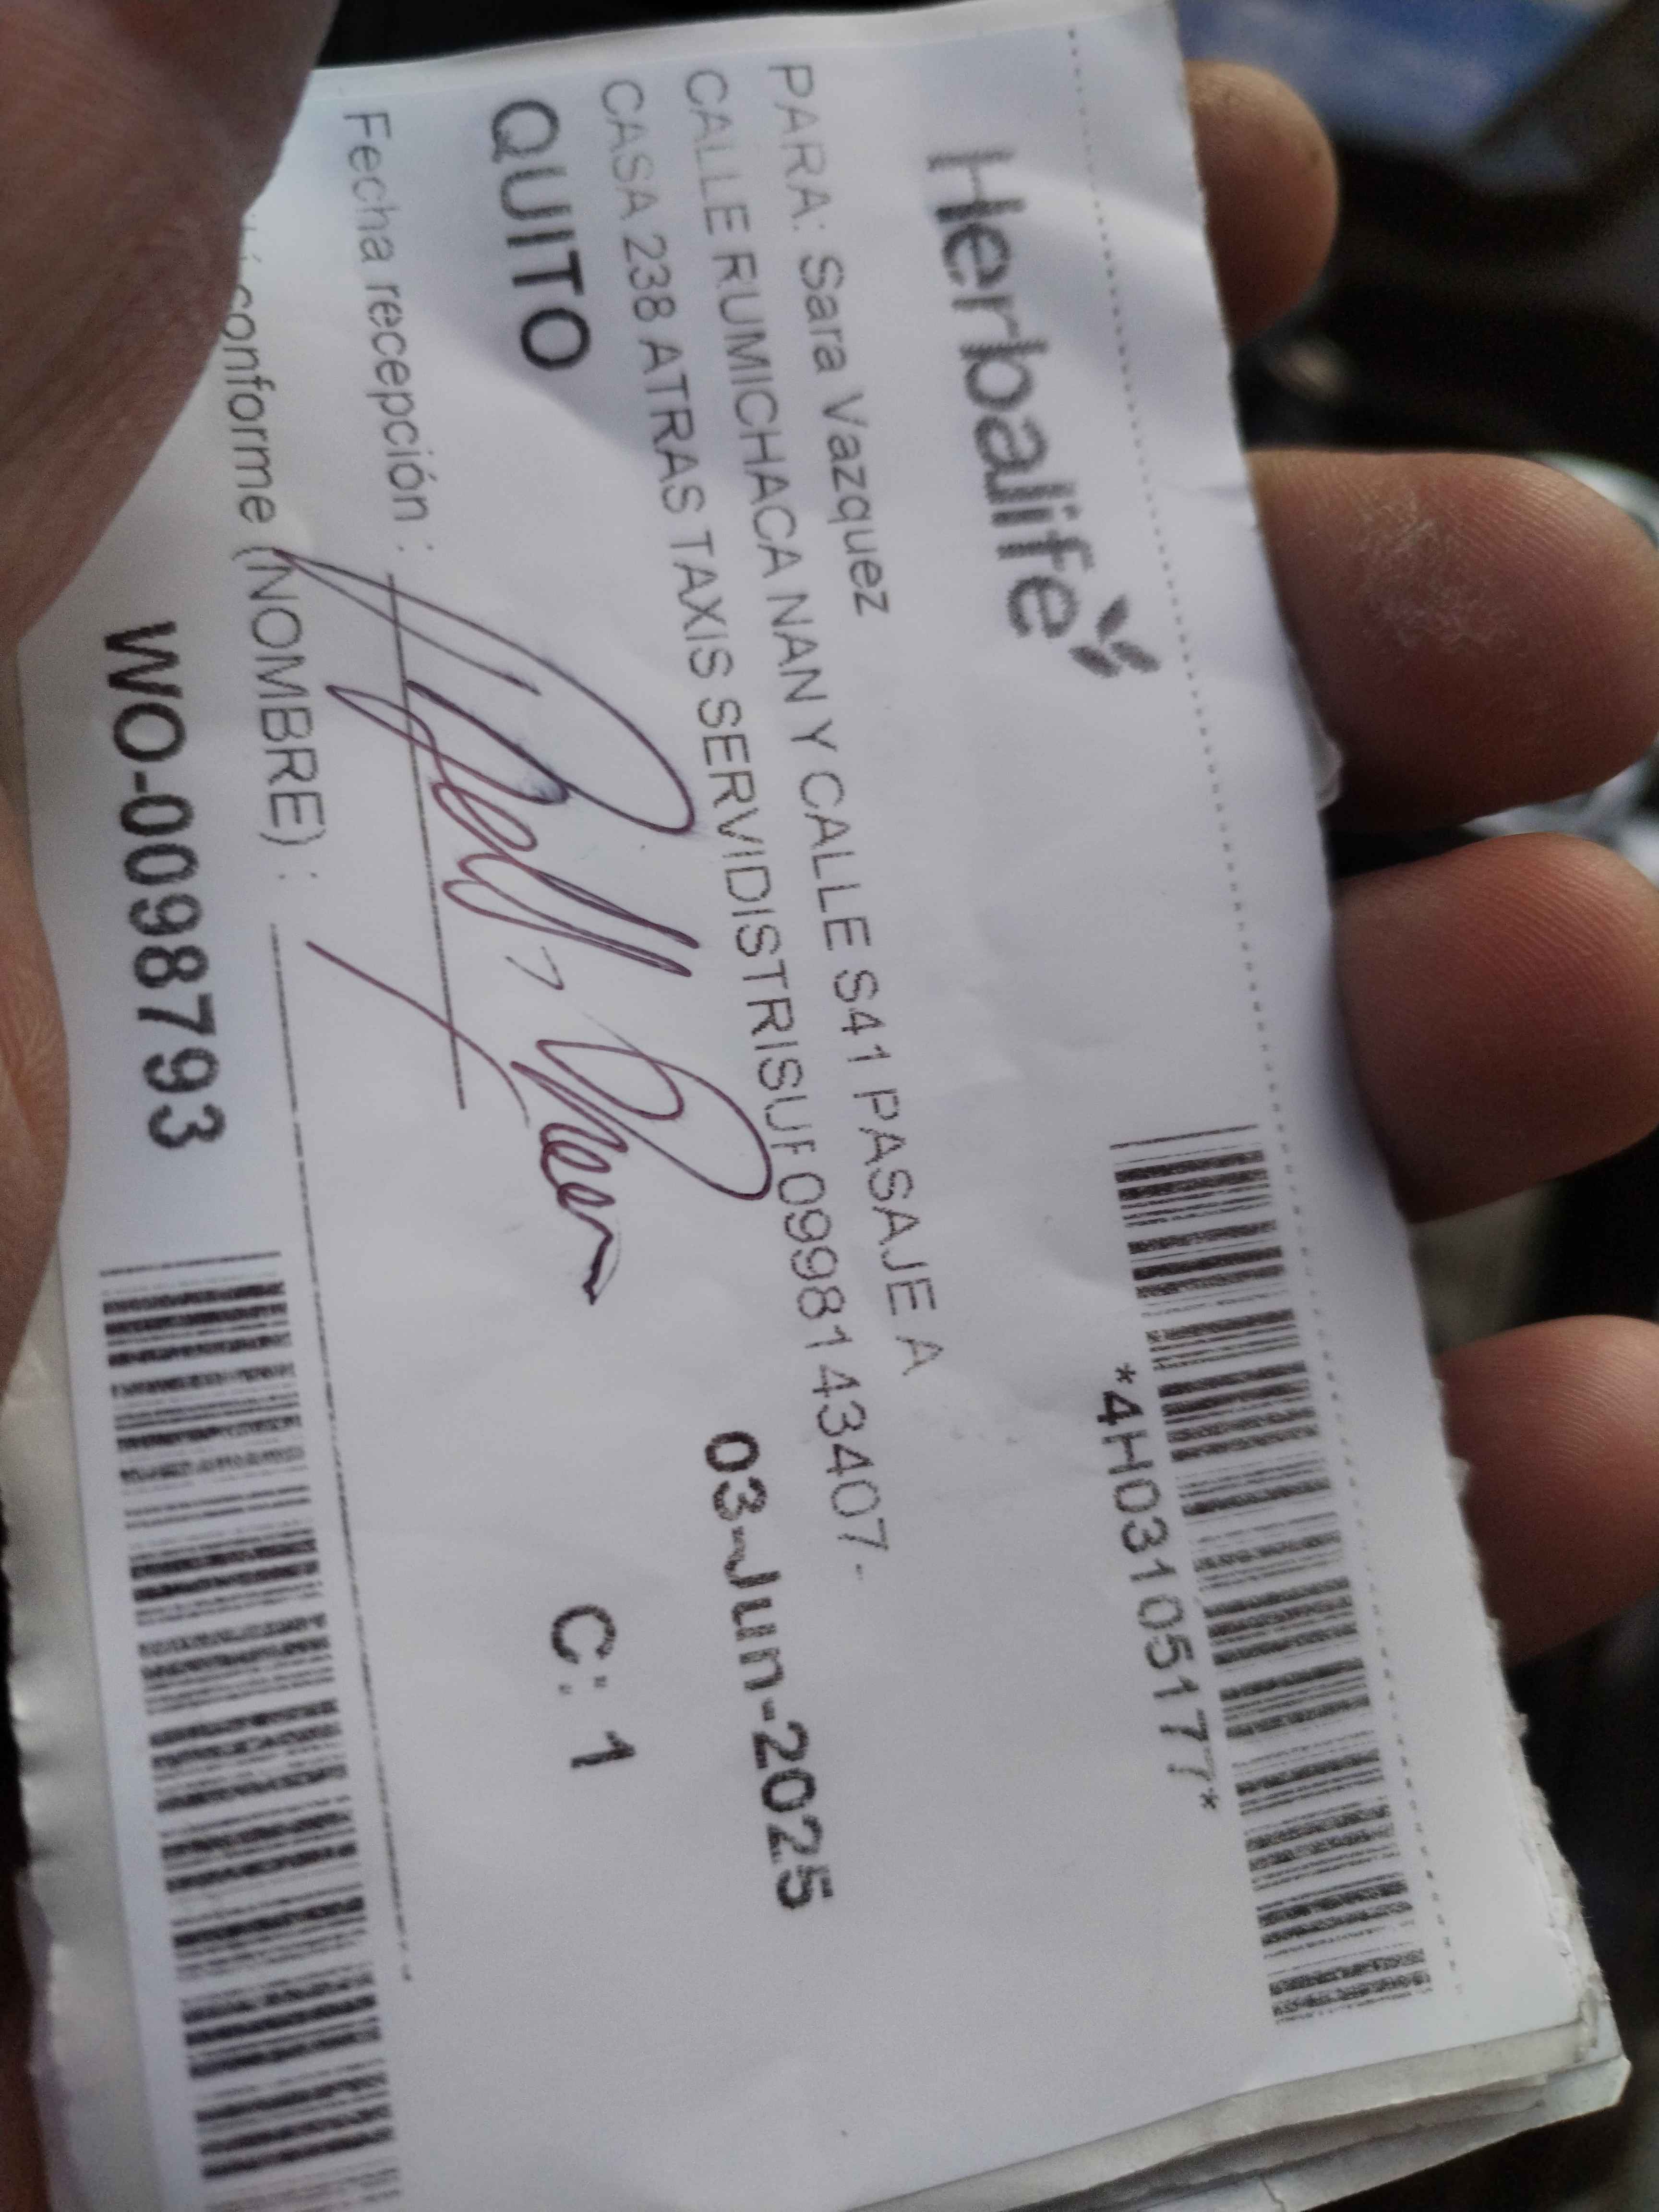 Herbalife
*4H03105177*
PARA: Sara Vazquez
CALLE RUMICHACA NAN Y CALLE S41 PASAJE A
CASA 238 ATRAS TAXIS SERVIDISTRISUR 0998143407-
03-Jun-2025
QUITO
C: 1
Fecha recepción :
conforme (NOMBRE) :
WO-00987793